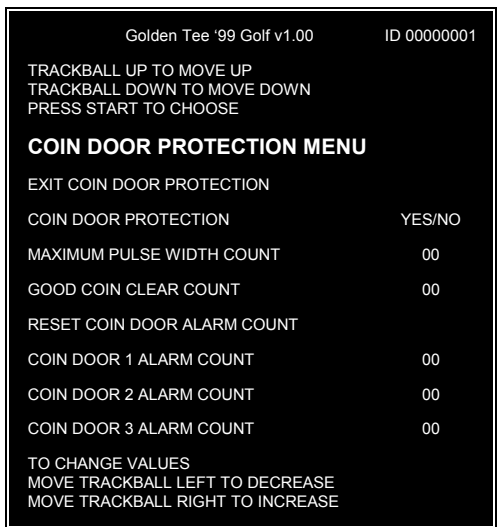 Golden Tee ‘99 Golf v1.00 ID 00000001
TRACKBALL UP TO MOVE UP
TRACKBALL DOWN TO MOVE DOWN
PRESS START TO CHOOSE
COIN DOOR PROTECTION MENU
EXIT COIN DOOR PROTECTION
COIN DOOR PROTECTION YES/NO
MAXIMUM PULSE WIDTH COUNT 00
GOOD COIN CLEAR COUNT 00
RESET COIN DOOR ALARM COUNT
COIN DOOR 1 ALARM COUNT 00
COIN DOOR 2 ALARM COUNT 00
COIN DOOR 3 ALARM COUNT 00
TO CHANGE VALUES
MOVE TRACKBALL LEFT TO DECREASE
MOVE TRACKBALL RIGHT TO INCREASE